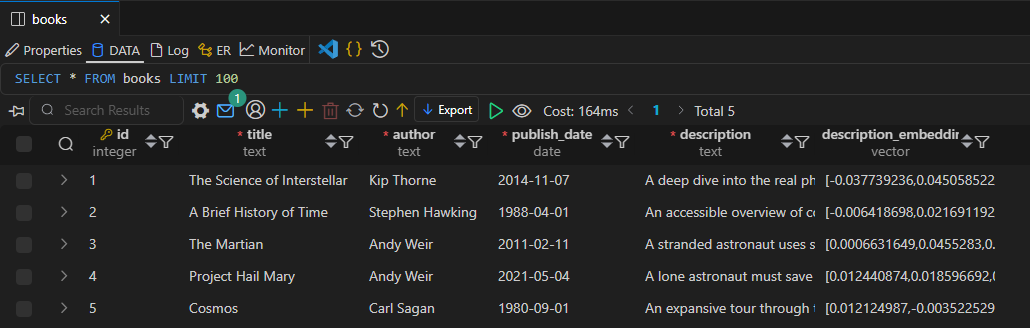 books
Properties DATA Log ER Monitor
SELECT * FROM books LIMIT 100
Search Results 1 Export Cost: 164ms 1 Total 5
id * title * author * publish_date * description description_embeddin
integer text text date text vector
1 The Science of Interstellar Kip Thorne 2014-11-07 A deep dive into the real ph [-0.037739236,0.045058522
2 A Brief History of Time Stephen Hawking 1988-04-01 An accessible overview of co [-0.006418698,0.021691192
3 The Martian Andy Weir 2011-02-11 A stranded astronaut uses s [0.0006631649,0.0455283,0.
4 Project Hail Mary Andy Weir 2021-05-04 A lone astronaut must save [0.012440874,0.018596692,0
5 Cosmos Carl Sagan 1980-09-01 An expansive tour through t [0.012124987,-0.003522529